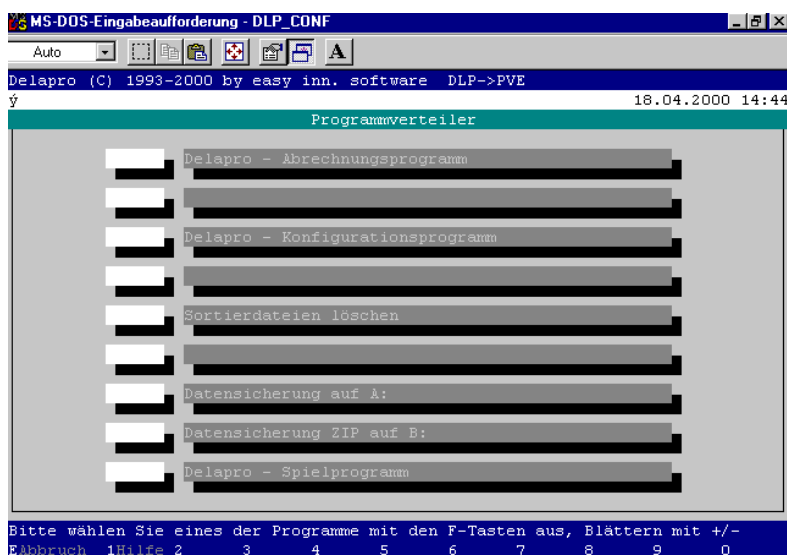 MS-DOS-Eingabeaufforderung - DLP_CONF
Auto
A
Delapro (C) 1993-2000 by easy inn. software DLP->PVE
ý 18.04.2000 14:44
Programmverteiler
Delapro - Abrechnungsprogramm
Delapro - Konfigurationsprogramm
Sortierdateien löschen
Datensicherung auf A:
Datensicherung ZIP auf B:
Delapro - Spielprogramm
Bitte wählen Sie eines der Programme mit den F-Tasten aus, Blättern mit +/-
EAbbruch 1Hilfe 2 3 4 5 6 7 8 9 0